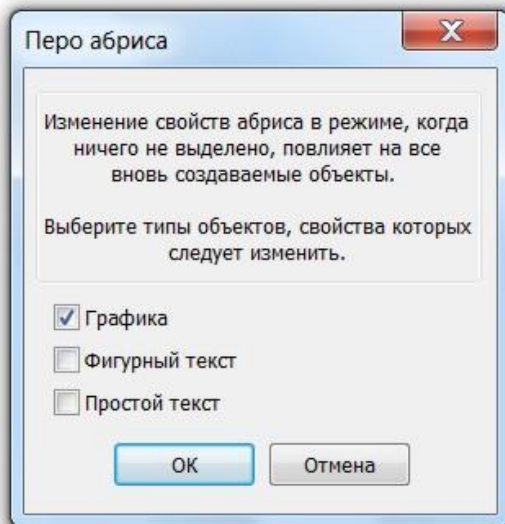 Перо абриса
Изменение свойств абриса в режиме, когда
ничего не выделено, повлияет на все
вновь создаваемые объекты.
Выберите типы объектов, свойства которых
следует изменить.
Графика
Фигурный текст
Простой текст
ОК
Отмена